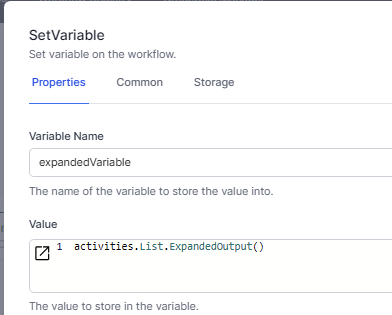 SetVariable
Set variable on the workflow.
Properties Common Storage
Variable Name
expandedVariable
The name of the variable to store the value into.
Value
1 activities.List.ExpandedOutput()
The value to store in the variable.